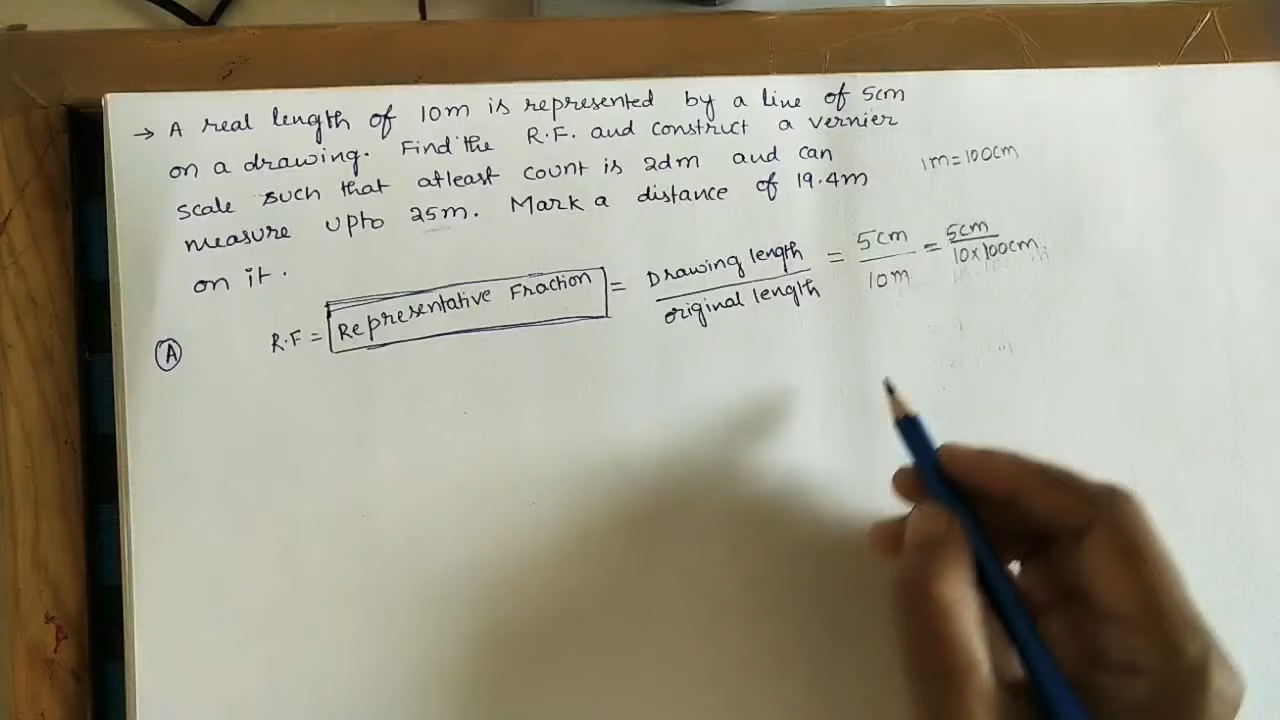 → A real length of 10m is represented by a line of 5cm
on a drawing. Find the R.F. and construct a vernier
scale such that atleast count is 2dm and can
measure upto 25m. Mark a distance of 19.4m
on it.
1m=100cm
Ⓐ R.F = Representative Fraction = Drawing length / original length = 5cm / 10m = 5cm / 10×100cm.